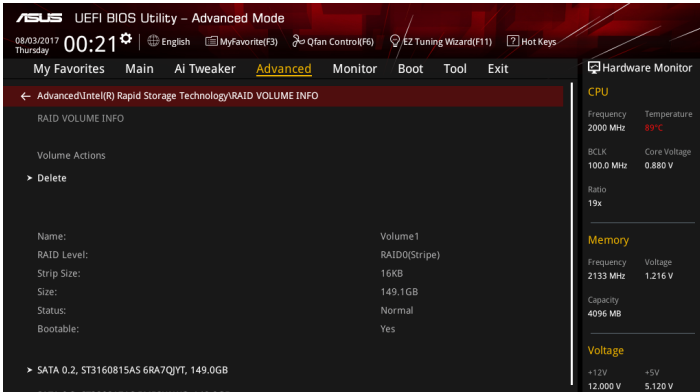 ASUS UEFI BIOS Utility – Advanced Mode
08/03/2017 Thursday 00:21 English MyFavorite(F3) Qfan Control(F6) EZ Tuning Wizard(F11) ? Hot Keys
My Favorites Main Ai Tweaker Advanced Monitor Boot Tool Exit
← Advanced\Intel(R) Rapid Storage Technology\RAID VOLUME INFO
RAID VOLUME INFO
Volume Actions
> Delete
Name: Volume1
RAID Level: RAID0(Stripe)
Strip Size: 16KB
Size: 149.1GB
Status: Normal
Bootable: Yes
> SATA 0.2, ST3160815AS 6RA7QJYT, 149.0GB
Hardware Monitor
CPU
Frequency Temperature
2000 MHz 89°C
BCLK Core Voltage
100.0 MHz 0.880 V
Ratio
19x
Memory
Frequency Voltage
2133 MHz 1.216 V
Capacity
4096 MB
Voltage
+12V +5V
12.000 V 5.120 V